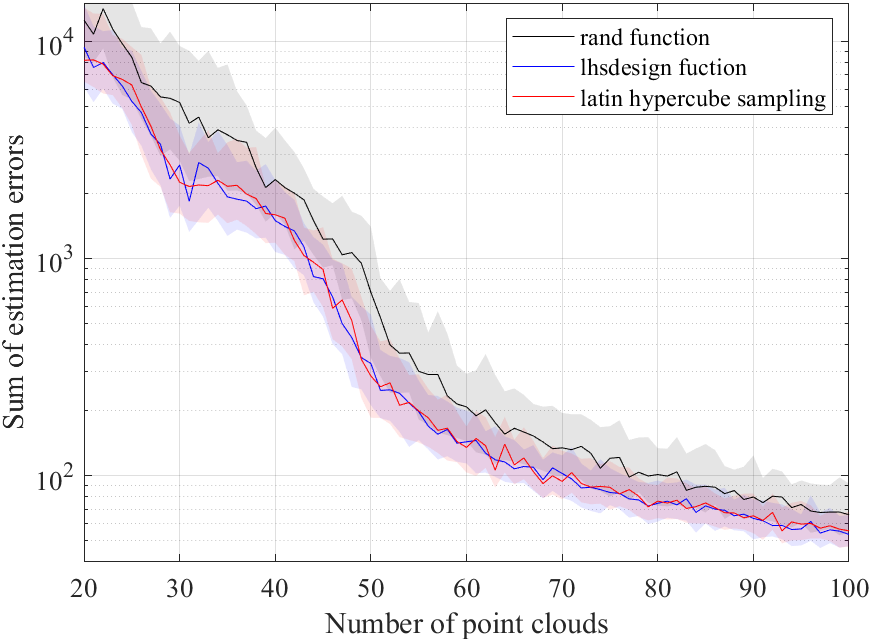 10^4
10^3
10^2
Sum of estimation errors
rand function
lhsdesign fuction
latin hypercube sampling
20 30 40 50 60 70 80 90 100
Number of point clouds